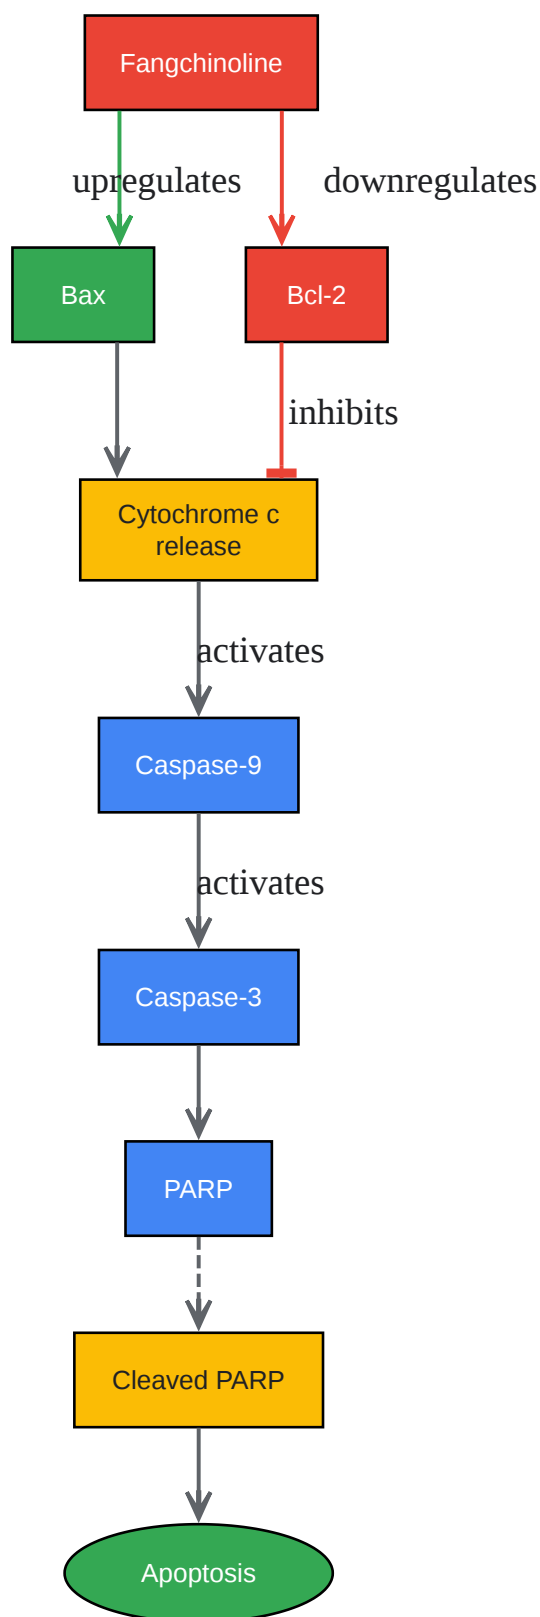 Fangchinoline
upregulates
downregulates
Bax
Bcl-2
inhibits
Cytochrome c
release
activates
Caspase-9
activates
Caspase-3
PARP
Cleaved PARP
Apoptosis